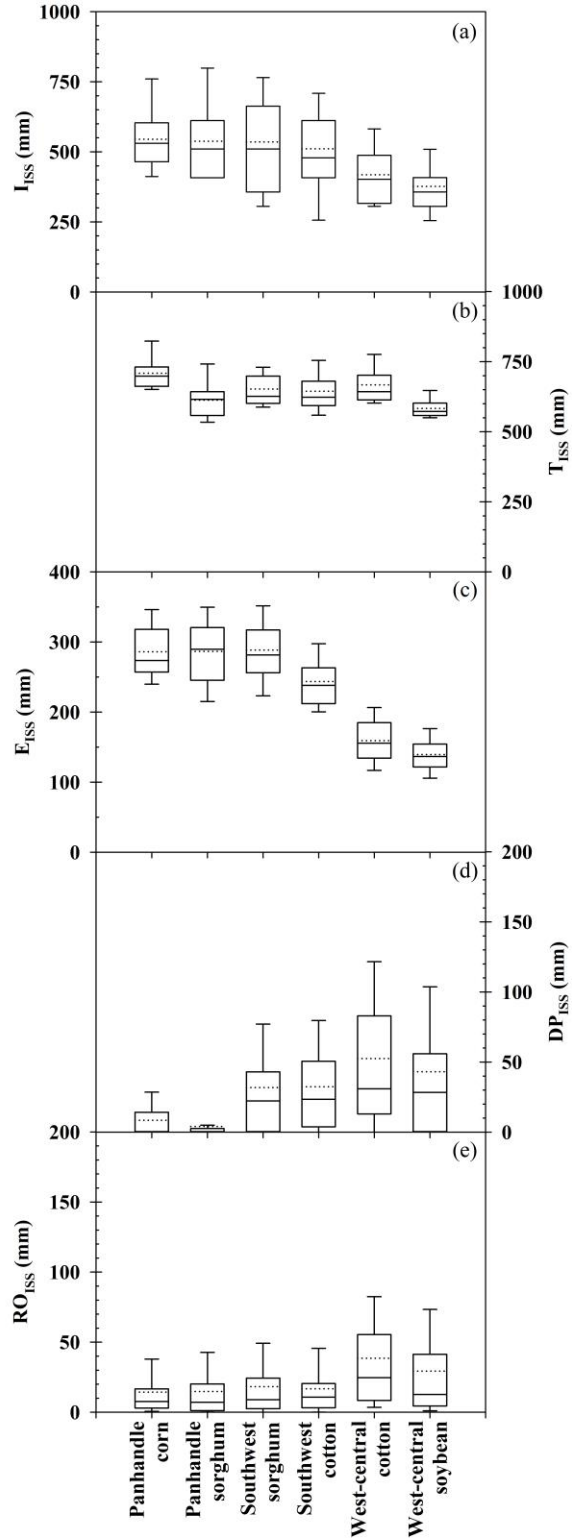 1000
(a)
750
I_ISS (mm)
500
250
0
1000
(b)
750
T_ISS (mm)
500
250
0
400
(c)
300
E_ISS (mm)
200
100
0
200
(d)
150
DP_ISS (mm)
100
50
0
200
(e)
150
RO_ISS (mm)
100
50
0
Panhandle
corn
Panhandle
sorghum
Southwest
sorghum
Southwest
cotton
West-central
cotton
West-central
soybean